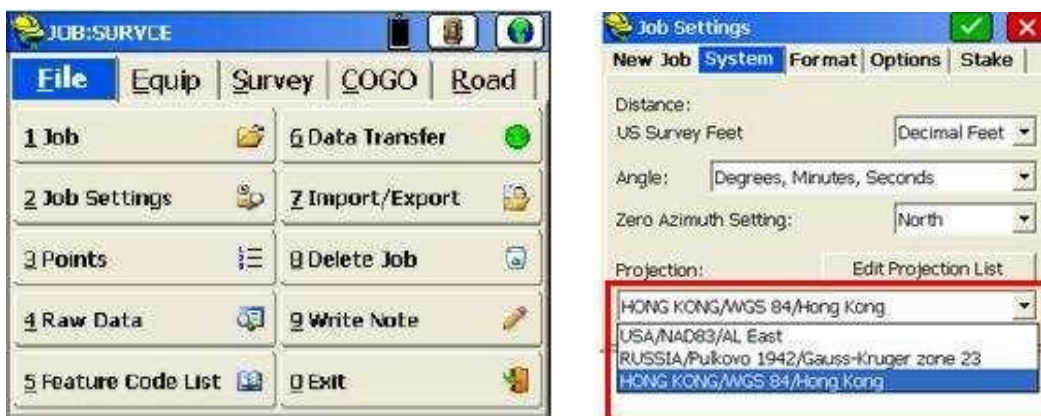 JOB:SURVCE
File Equip Survey COGO Road
1 Job
6 Data Transfer
2 Job Settings
7 Import/Export
3 Points
8 Delete Job
4 Raw Data
9 Write Note
5 Feature Code List
0 Exit
Job Settings
New Job System Format Options Stake
Distance:
US Survey Feet Decimal Feet
Angle: Degrees, Minutes, Seconds
Zero Azimuth Setting: North
Projection: Edit Projection List
HONG KONG/WGS 84/Hong Kong
USA/NAD83/AL East
RUSSIA/Pulkovo 1942/Gauss-Kruger zone 23
HONG KONG/WGS 84/Hong Kong